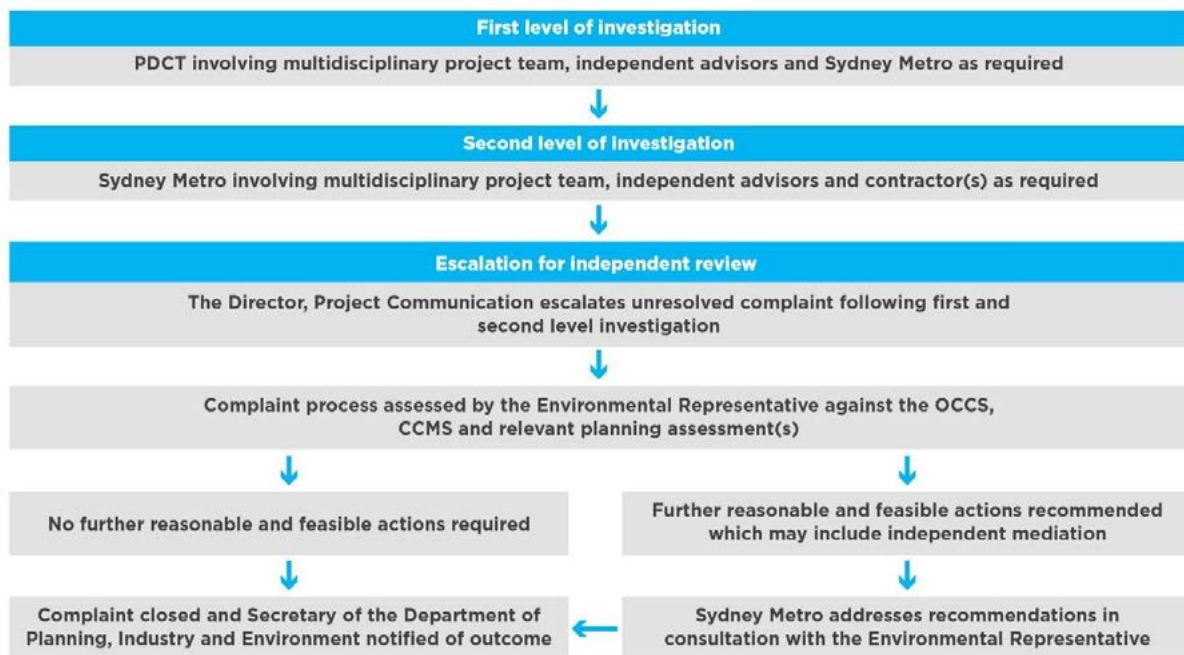 First level of investigation
PDCT involving multidisciplinary project team, independent advisors and Sydney Metro as required
Second level of investigation
Sydney Metro involving multidisciplinary project team, independent advisors and contractor(s) as required
Escalation for independent review
The Director, Project Communication escalates unresolved complaint following first and
second level investigation
Complaint process assessed by the Environmental Representative against the OCCS,
CCMS and relevant planning assessment(s)
No further reasonable and feasible actions required
Further reasonable and feasible actions recommended
which may include independent mediation
Complaint closed and Secretary of the Department of
Planning, Industry and Environment notified of outcome
Sydney Metro addresses recommendations in
consultation with the Environmental Representative